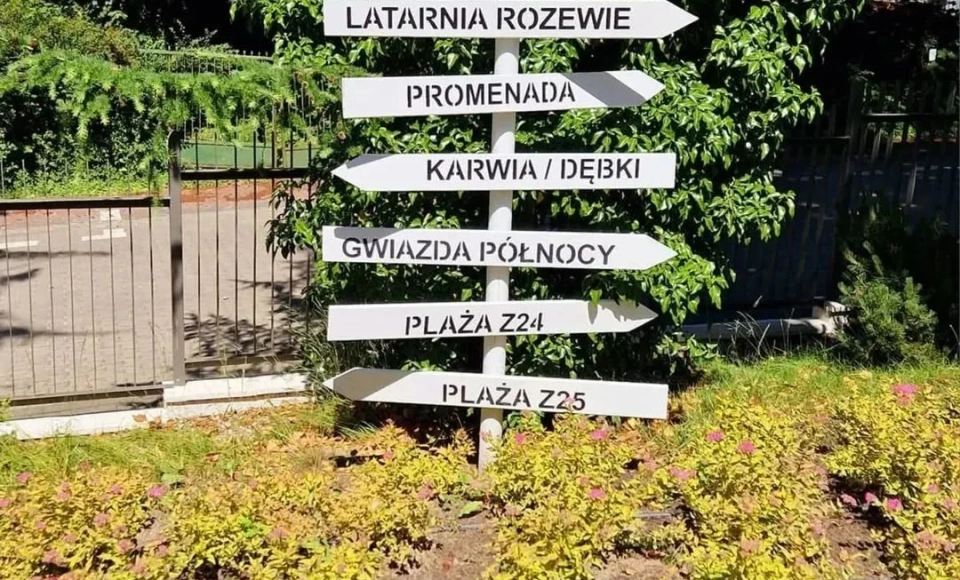 LATARNIA ROZEWIE
PROMENADA
KARWIA / DĘBKI
GWIAZDA PÓŁNOCY
PLAŻA Z24
PLAŻA Z25